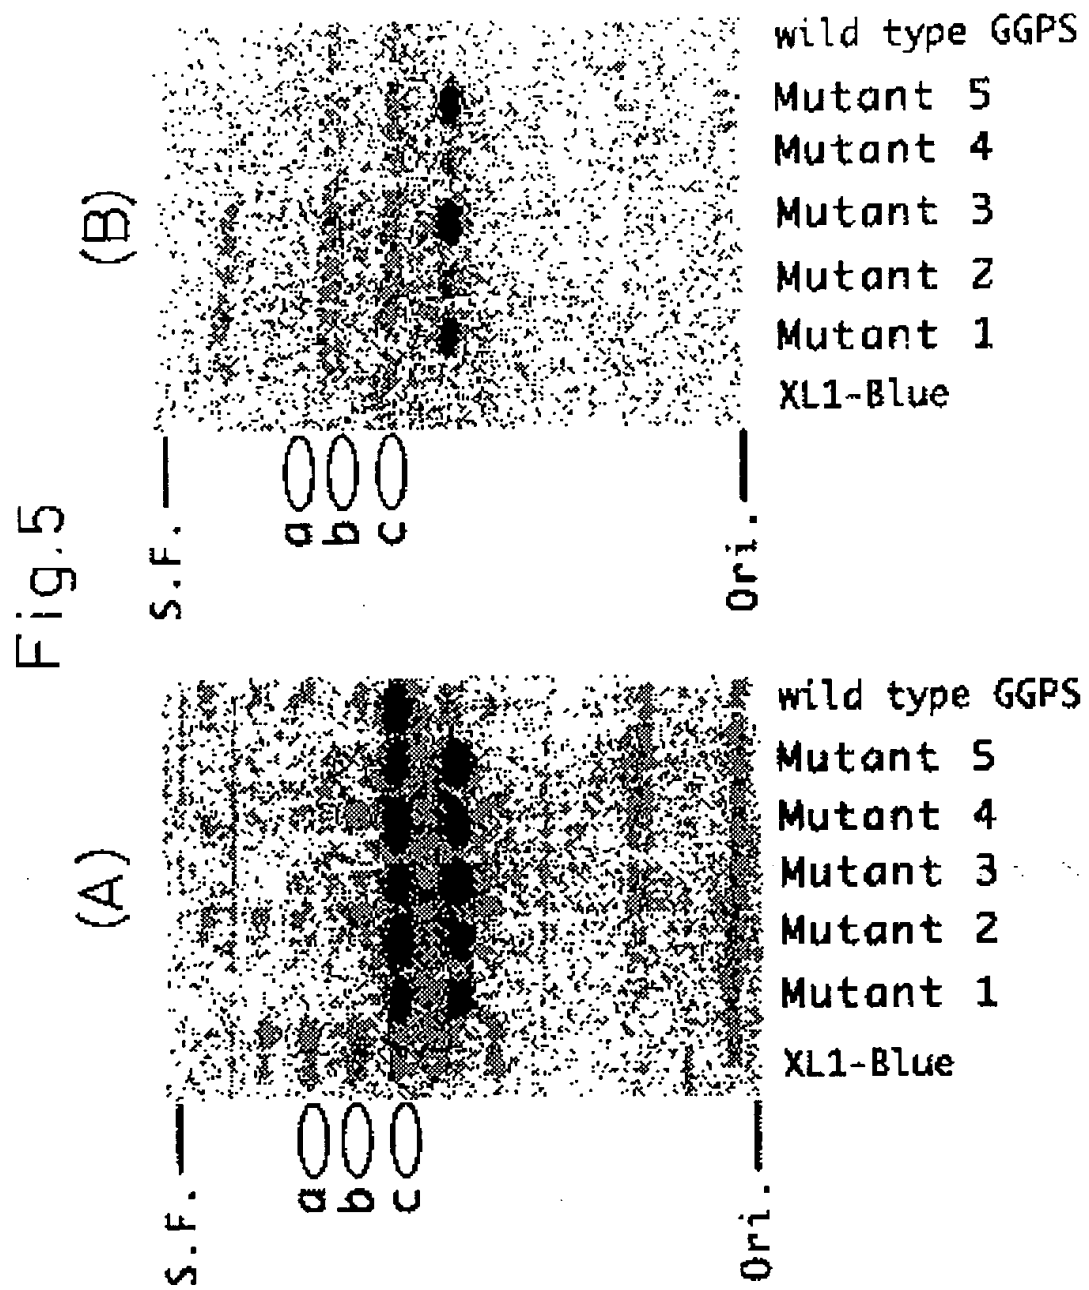 Fig.5
(A)
S.F.
a
b
c
Ori.
XL1-Blue
Mutant 1
Mutant 2
Mutant 3
Mutant 4
Mutant 5
wild type GGPS
(B)
S.F.
a
b
c
Ori.
XL1-Blue
Mutant 1
Mutant 2
Mutant 3
Mutant 4
Mutant 5
wild type GGPS